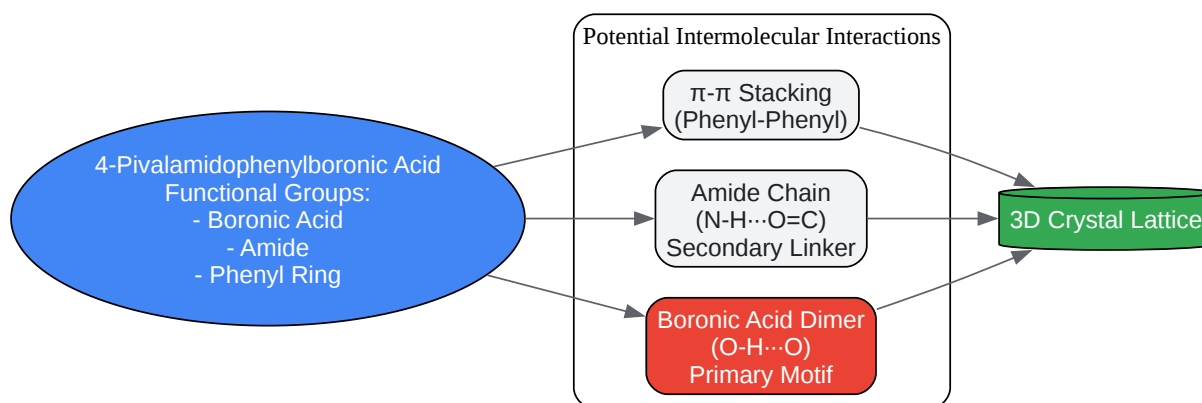 Potential Intermolecular Interactions
4-Pivalamidophenylboronic Acid
Functional Groups:
- Boronic Acid
- Amide
- Phenyl Ring
π-π Stacking
(Phenyl-Phenyl)
Amide Chain
(N-H···O=C)
Secondary Linker
Boronic Acid Dimer
(O-H···O)
Primary Motif
3D Crystal Lattice